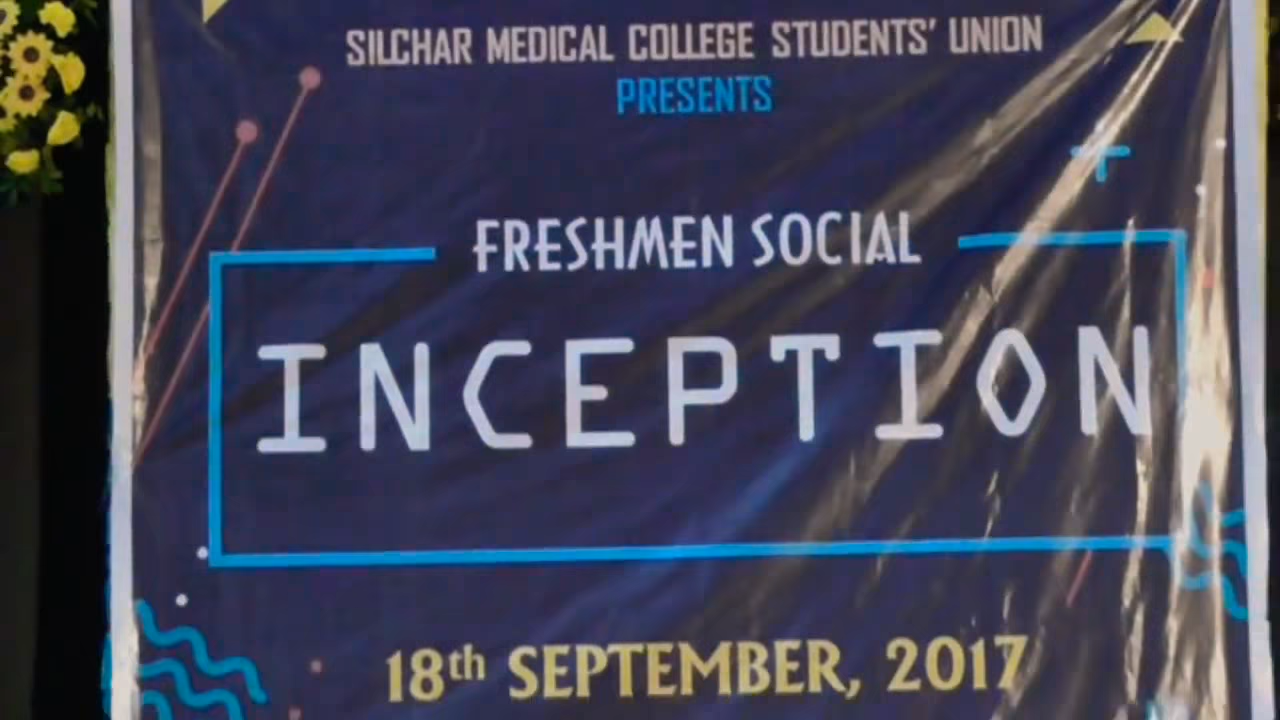 SILCHAR MEDICAL COLLEGE STUDENTS' UNION
PRESENTS
FRESHMEN SOCIAL
INCEPTION
18th SEPTEMBER, 2017